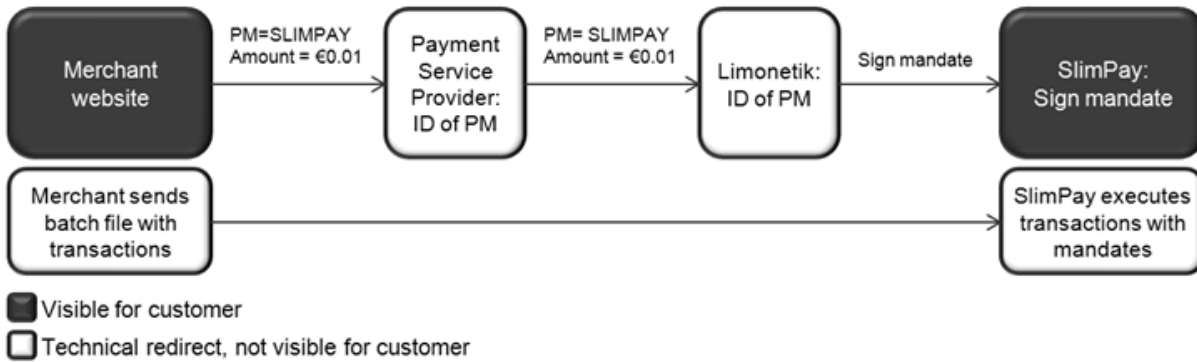 Merchant
website
PM=SLIMPAY
Amount = €0.01
Payment
Service
Provider:
ID of PM
PM= SLIMPAY
Amount = €0.01
Limonetik:
ID of PM
Sign mandate
SlimPay:
Sign mandate
Merchant sends
batch file with
transactions
SlimPay executes
transactions with
mandates
Visible for customer
Technical redirect, not visible for customer